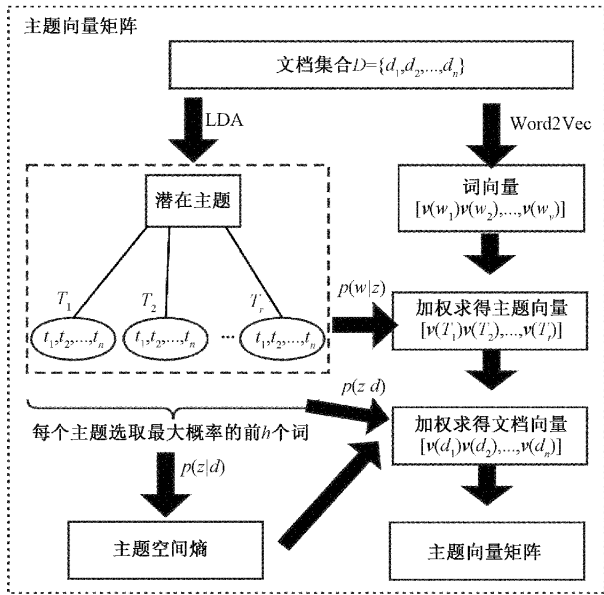 主题向量矩阵
文档集合D={d₁,d₂,...,dₙ}
LDA
Word2Vec
潜在主题
词向量
[v(w₁)v(w₂),...,v(wᵥ)]
T₁
T₂
Tᵣ
t₁,t₂,...,tₙ
t₁,t₂,...,tₙ
...
t₁,t₂,...,tₙ
p(w|z)
加权求得主题向量
[v(T₁)v(T₂),...,v(Tᵣ)]
p(z d)
每个主题选取最大概率的前h个词
加权求得文档向量
[v(d₁)v(d₂),...,v(dₙ)]
p(z|d)
主题空间熵
主题向量矩阵